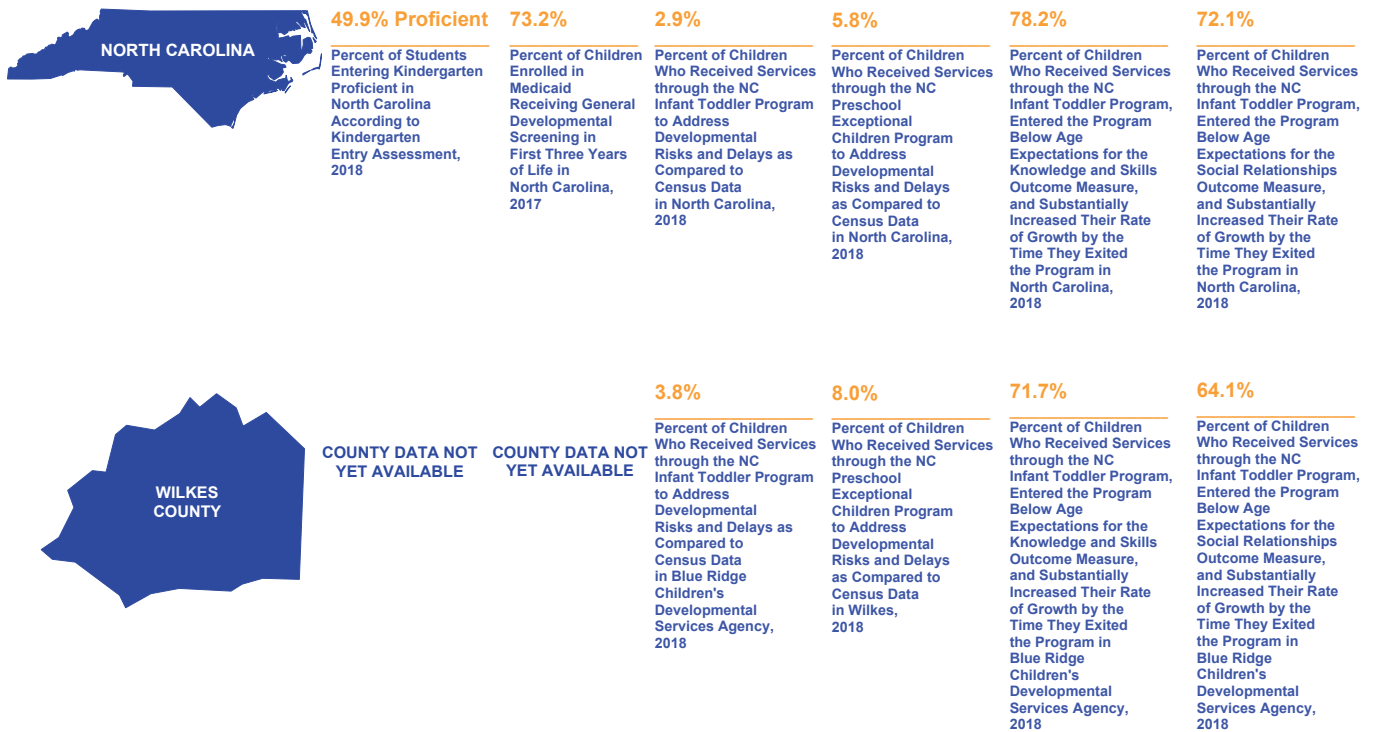 NORTH CAROLINA
49.9% Proficient
Percent of Students
Entering Kindergarten
Proficient in
North Carolina
According to
Kindergarten
Entry Assessment,
2018
73.2%
Percent of Children
Enrolled in
Medicaid
Receiving General
Developmental
Screening in
First Three Years
of Life in
North Carolina,
2017
2.9%
Percent of Children
Who Received Services
through the NC
Infant Toddler Program
to Address
Developmental
Risks and Delays as
Compared to
Census Data
in North Carolina,
2018
5.8%
Percent of Children
Who Received Services
through the NC
Preschool
Exceptional
Children Program
to Address
Developmental
Risks and Delays
as Compared to
Census Data
in North Carolina,
2018
78.2%
Percent of Children
Who Received Services
through the NC
Infant Toddler Program,
Entered the Program
Below Age
Expectations for the
Knowledge and Skills
Outcome Measure,
and Substantially
Increased Their Rate
of Growth by the
Time They Exited
the Program in
North Carolina,
2018
72.1%
Percent of Children
Who Received Services
through the NC
Infant Toddler Program,
Entered the Program
Below Age
Expectations for the
Social Relationships
Outcome Measure,
and Substantially
Increased Their Rate
of Growth by the
Time They Exited
the Program in
North Carolina,
2018
WILKES
COUNTY
COUNTY DATA NOT
YET AVAILABLE
COUNTY DATA NOT
YET AVAILABLE
3.8%
Percent of Children
Who Received Services
through the NC
Infant Toddler Program
to Address
Developmental
Risks and Delays as
Compared to
Census Data
in Blue Ridge
Children's
Developmental
Services Agency,
2018
8.0%
Percent of Children
Who Received Services
through the NC
Preschool
Exceptional
Children Program
to Address
Developmental
Risks and Delays
as Compared to
Census Data
in Wilkes,
2018
71.7%
Percent of Children
Who Received Services
through the NC
Infant Toddler Program,
Entered the Program
Below Age
Expectations for the
Knowledge and Skills
Outcome Measure,
and Substantially
Increased Their Rate
of Growth by the
Time They Exited
the Program in
Blue Ridge
Children's
Developmental
Services Agency,
2018
64.1%
Percent of Children
Who Received Services
through the NC
Infant Toddler Program,
Entered the Program
Below Age
Expectations for the
Social Relationships
Outcome Measure,
and Substantially
Increased Their Rate
of Growth by the
Time They Exited
the Program in
Blue Ridge
Children's
Developmental
Services Agency,
2018